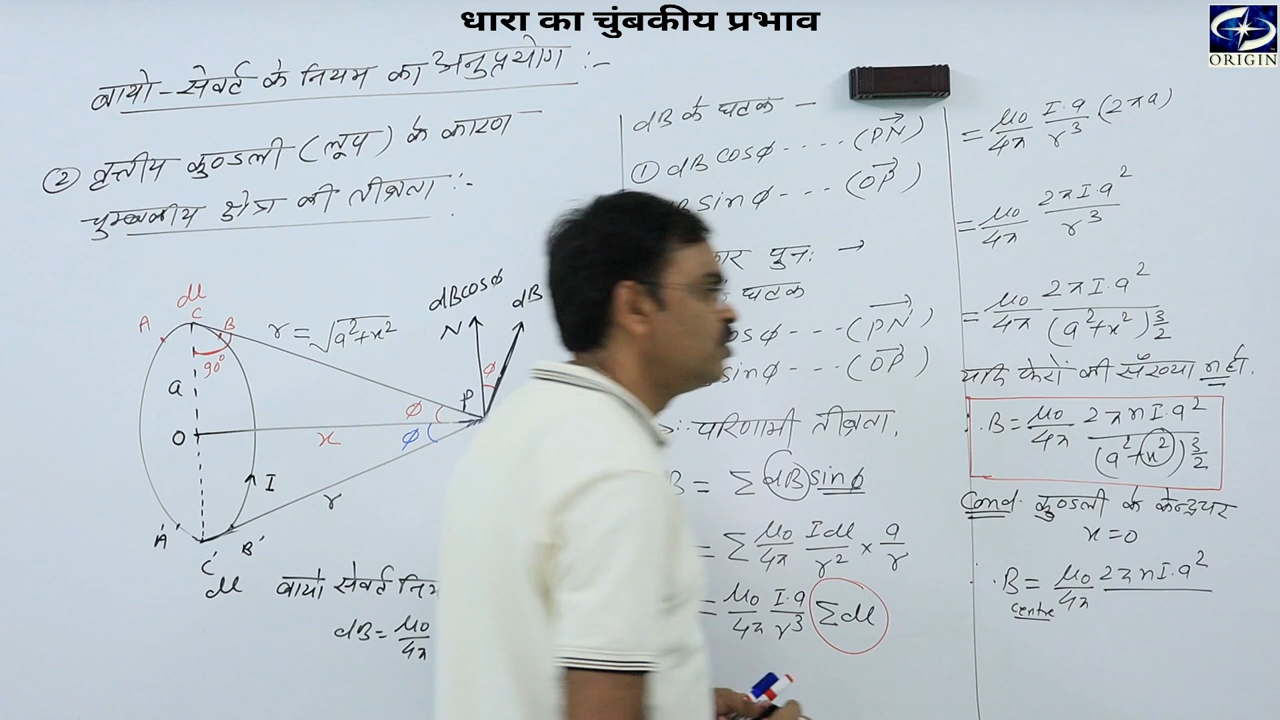 धारा का चुंबकीय प्रभाव
ORIGIN
बायो-सेवर्ट के नियम का अनुप्रयोग :-
② वृत्तीय कुण्डली (लूप) के कारण
चुम्बकीय क्षेत्र की तीव्रता :-
dl
A C B
r = √a²+x²
90°
a
O
x
ϕ
ϕ
P
N
dBcosϕ
dB
ϕ
I
r
A' B'
C'
dl
बायो सेवर्ट
dB = μ₀/4π
dB के घटक -
① dB cosϕ ---- (PN→)
sinϕ --- (OP→)
पुनः →
घटक
cosϕ --- (PN→)
sinϕ --- (OP→)
∴ परिणामी तीव्रता,
B = Σ dB sinϕ
= Σ μ₀/4π Idl/r² × a/r
= μ₀/4π I.a/r³ Σdl
= μ₀/4π I.a/r³ (2πa)
= μ₀/4π 2πI.a²/r³
= μ₀/4π 2πI.a²/(a²+x²)3/2
यदि फेरों की सँख्या n हो.
∴ B = μ₀/4π 2πnI.a²/(a²+x²)3/2
Cond: कुण्डली के केन्द्रपर
x=0
∴ B centre = μ₀/4π 2πnI.a²